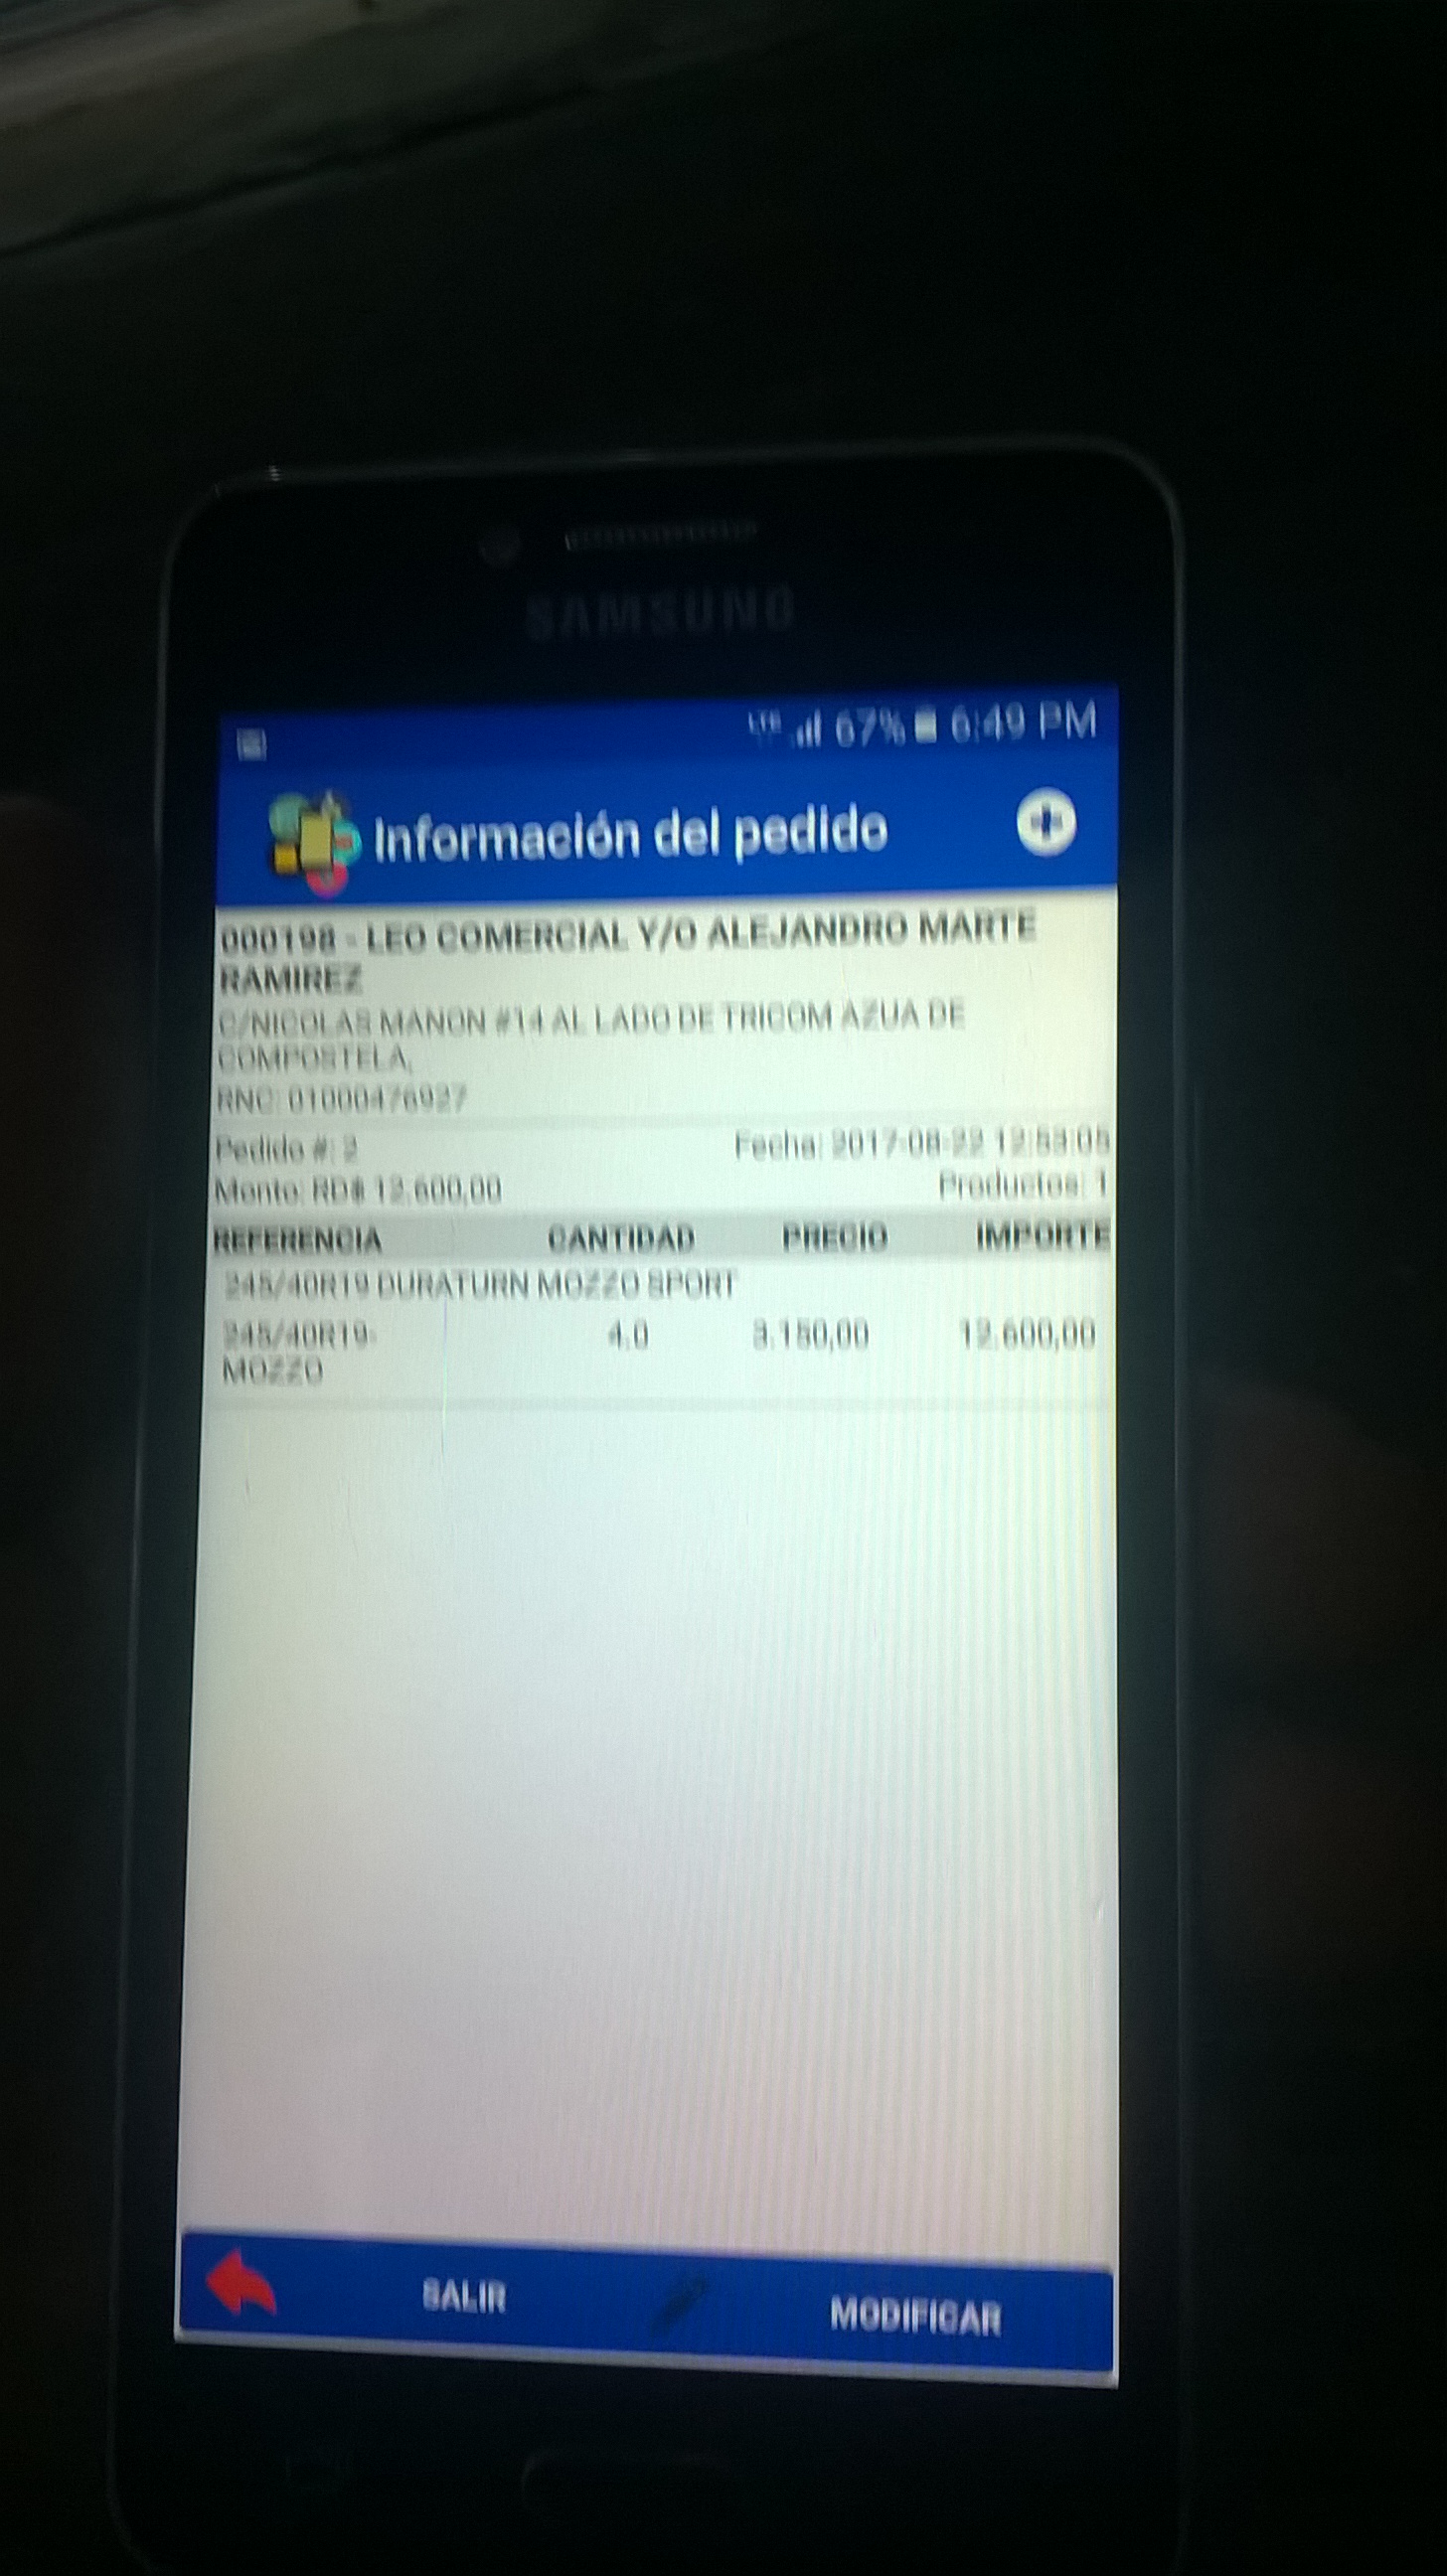 SAMSUNG
LTE 67% 6:49 PM
Información del pedido
000198 - LEO COMERCIAL Y/O ALEJANDRO MARTE
RAMIREZ
C/NICOLAS MANON #14 AL LADO DE TRICOM AZUA DE
COMPOSTELA,
RNC: 01000476927
Pedido #: 2 Fecha: 2017-08-22 12:53:05
Monto: RD$ 12.600,00 Productos: 1
REFERENCIA CANTIDAD PRECIO IMPORTE
245/40R19 DURATURN MOZZO SPORT
245/40R19- 4.0 3.150,00 12.600,00
MOZZO
SALIR MODIFICAR